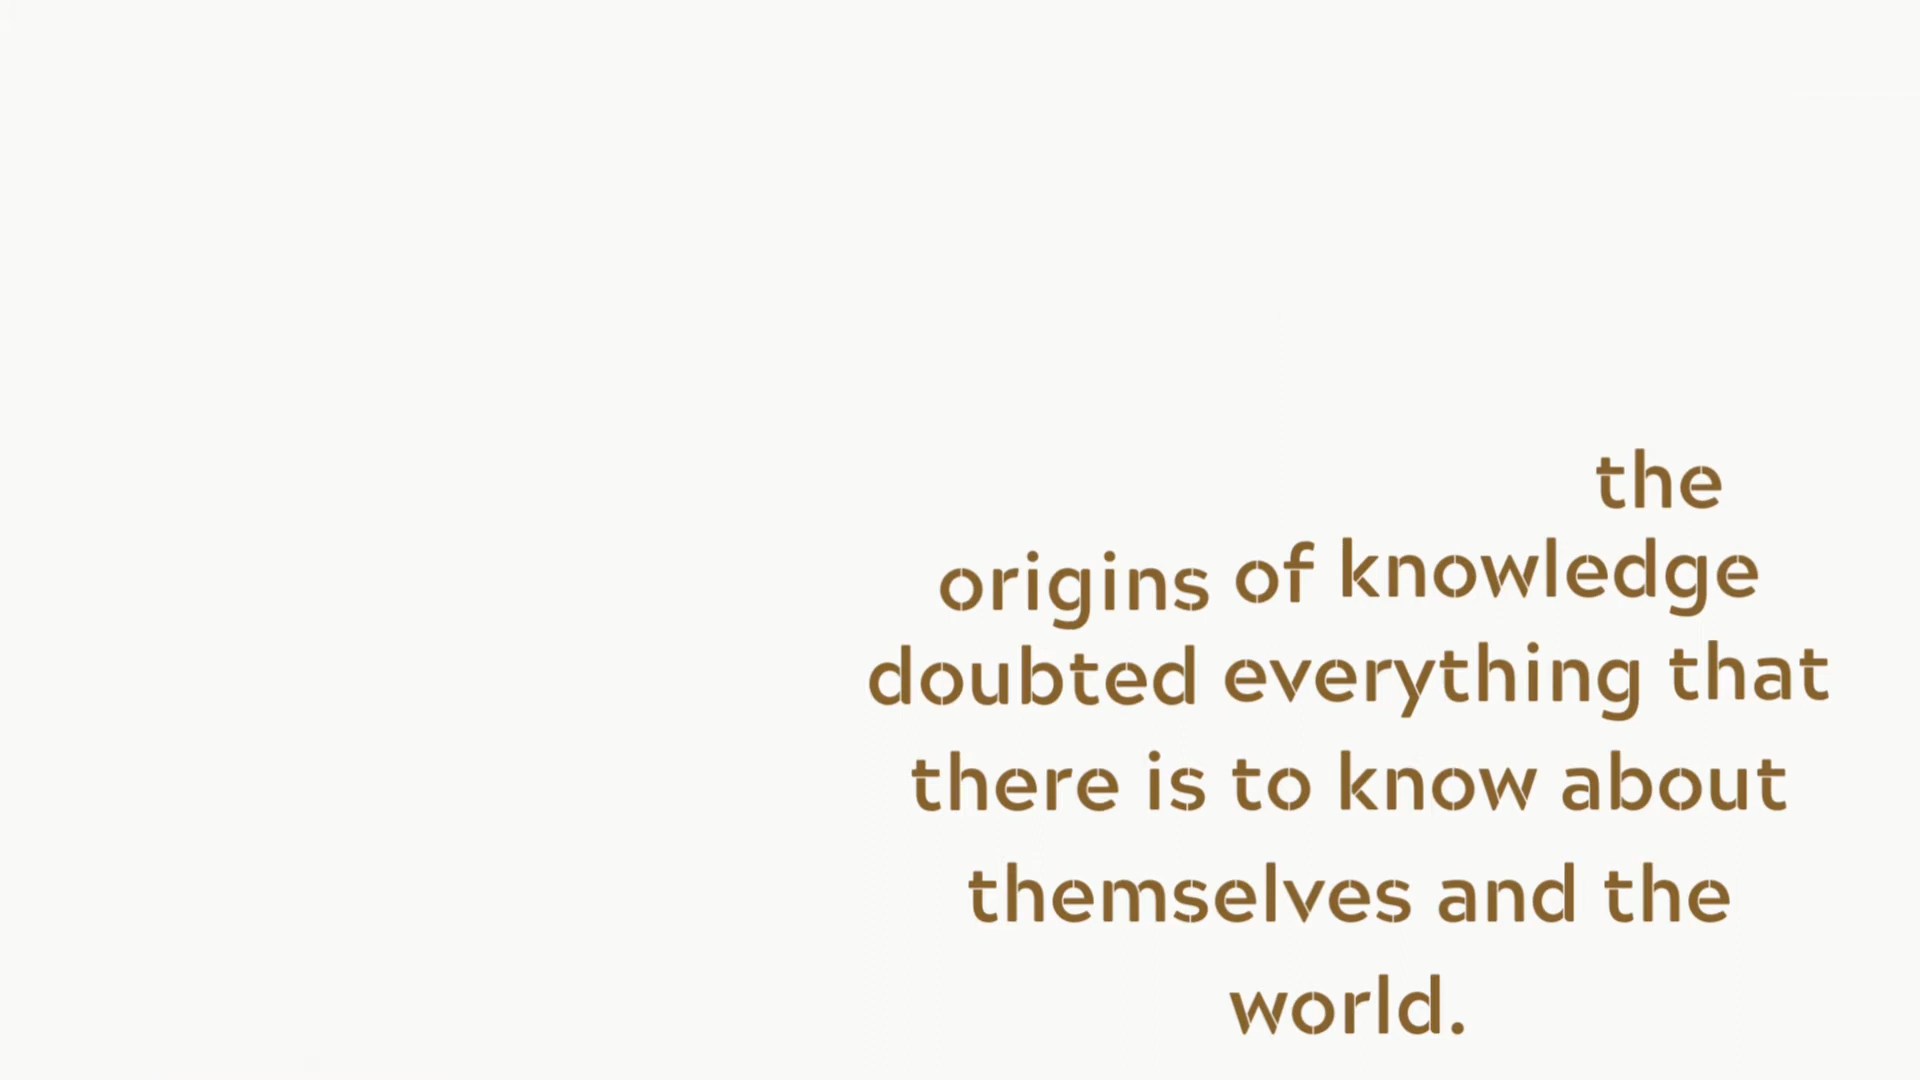 the
origins of knowledge
doubted everything that
there is to know about
themselves and the
world.